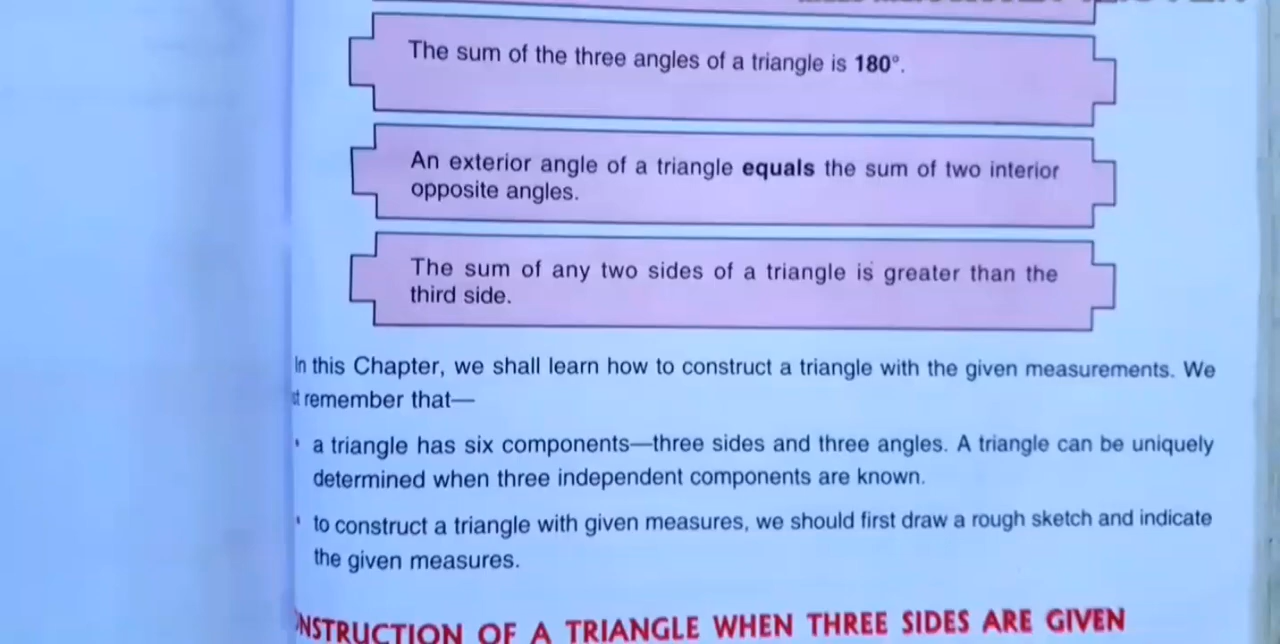 The sum of the three angles of a triangle is 180°.
An exterior angle of a triangle equals the sum of two interior
opposite angles.
The sum of any two sides of a triangle is greater than the
third side.
In this Chapter, we shall learn how to construct a triangle with the given measurements. We
remember that—
a triangle has six components—three sides and three angles. A triangle can be uniquely
determined when three independent components are known.
to construct a triangle with given measures, we should first draw a rough sketch and indicate
the given measures.
NSTRUCTION OF A TRIANGLE WHEN THREE SIDES ARE GIVEN